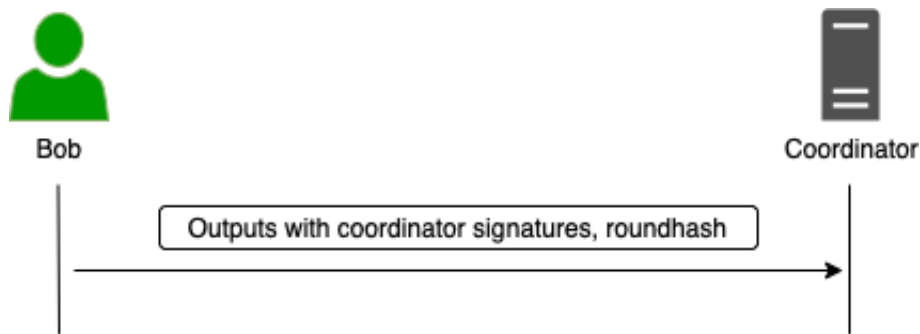 Bob
Coordinator
Outputs with coordinator signatures, roundhash